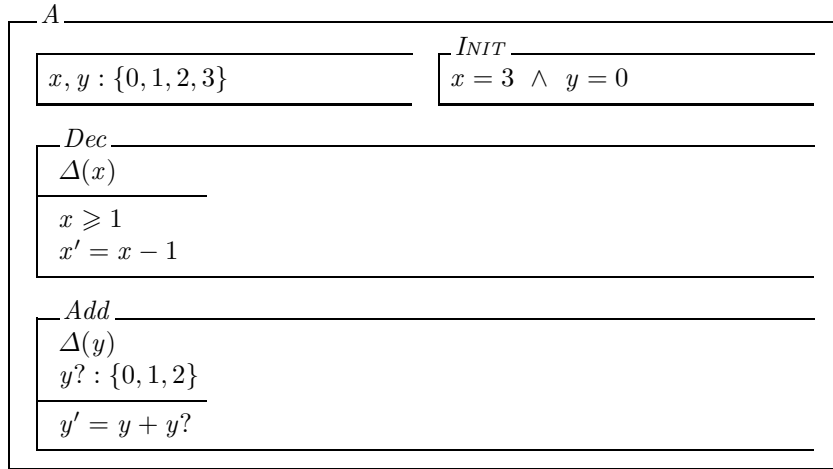 A
x, y : {0, 1, 2, 3}
INIT
x = 3 ∧ y = 0
Dec
Δ(x)
x ⩾ 1
x′ = x − 1
Add
Δ(y)
y? : {0, 1, 2}
y′ = y + y?